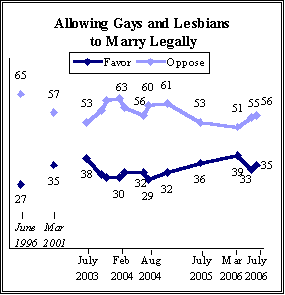 Allowing Gays and Lesbians
to Marry Legally
Favor Oppose
65 57 53 63 56 60 61 53 51 55 56
27 35 38 30 32 29 32 36 39 33 35
June Mar
1996 2001
July Feb Aug July Mar July
2003 2004 2004 2005 2006 2006